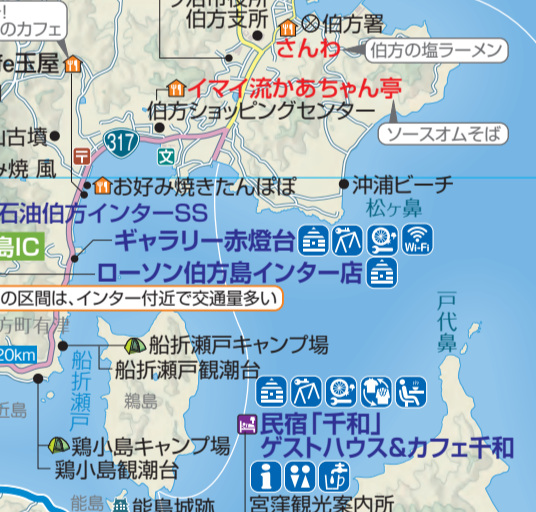 伯方支所
伯方署
のカフェ
さんわ
伯方の塩ラーメン
fe玉屋
イマイ流かあちゃん亭
伯方ショッピングセンター
ソースオムそば
317
山古墳
文
み焼 風
お好み焼きたんぽぽ
沖浦ビーチ
松ヶ鼻
石油伯方インターSS
ギャラリー赤燈台
Wi-Fi
島IC
ローソン伯方島インター店
の区間は、インター付近で交通量多い
方町有津
戸代鼻
船折瀬戸キャンプ場
20km
船折瀬戸
船折瀬戸観潮台
鵜島
近島
民宿「千和」
ゲストハウス&カフェ千和
鶏小島キャンプ場
鶏小島観潮台
能島
能島城跡
宮窪観光案内所